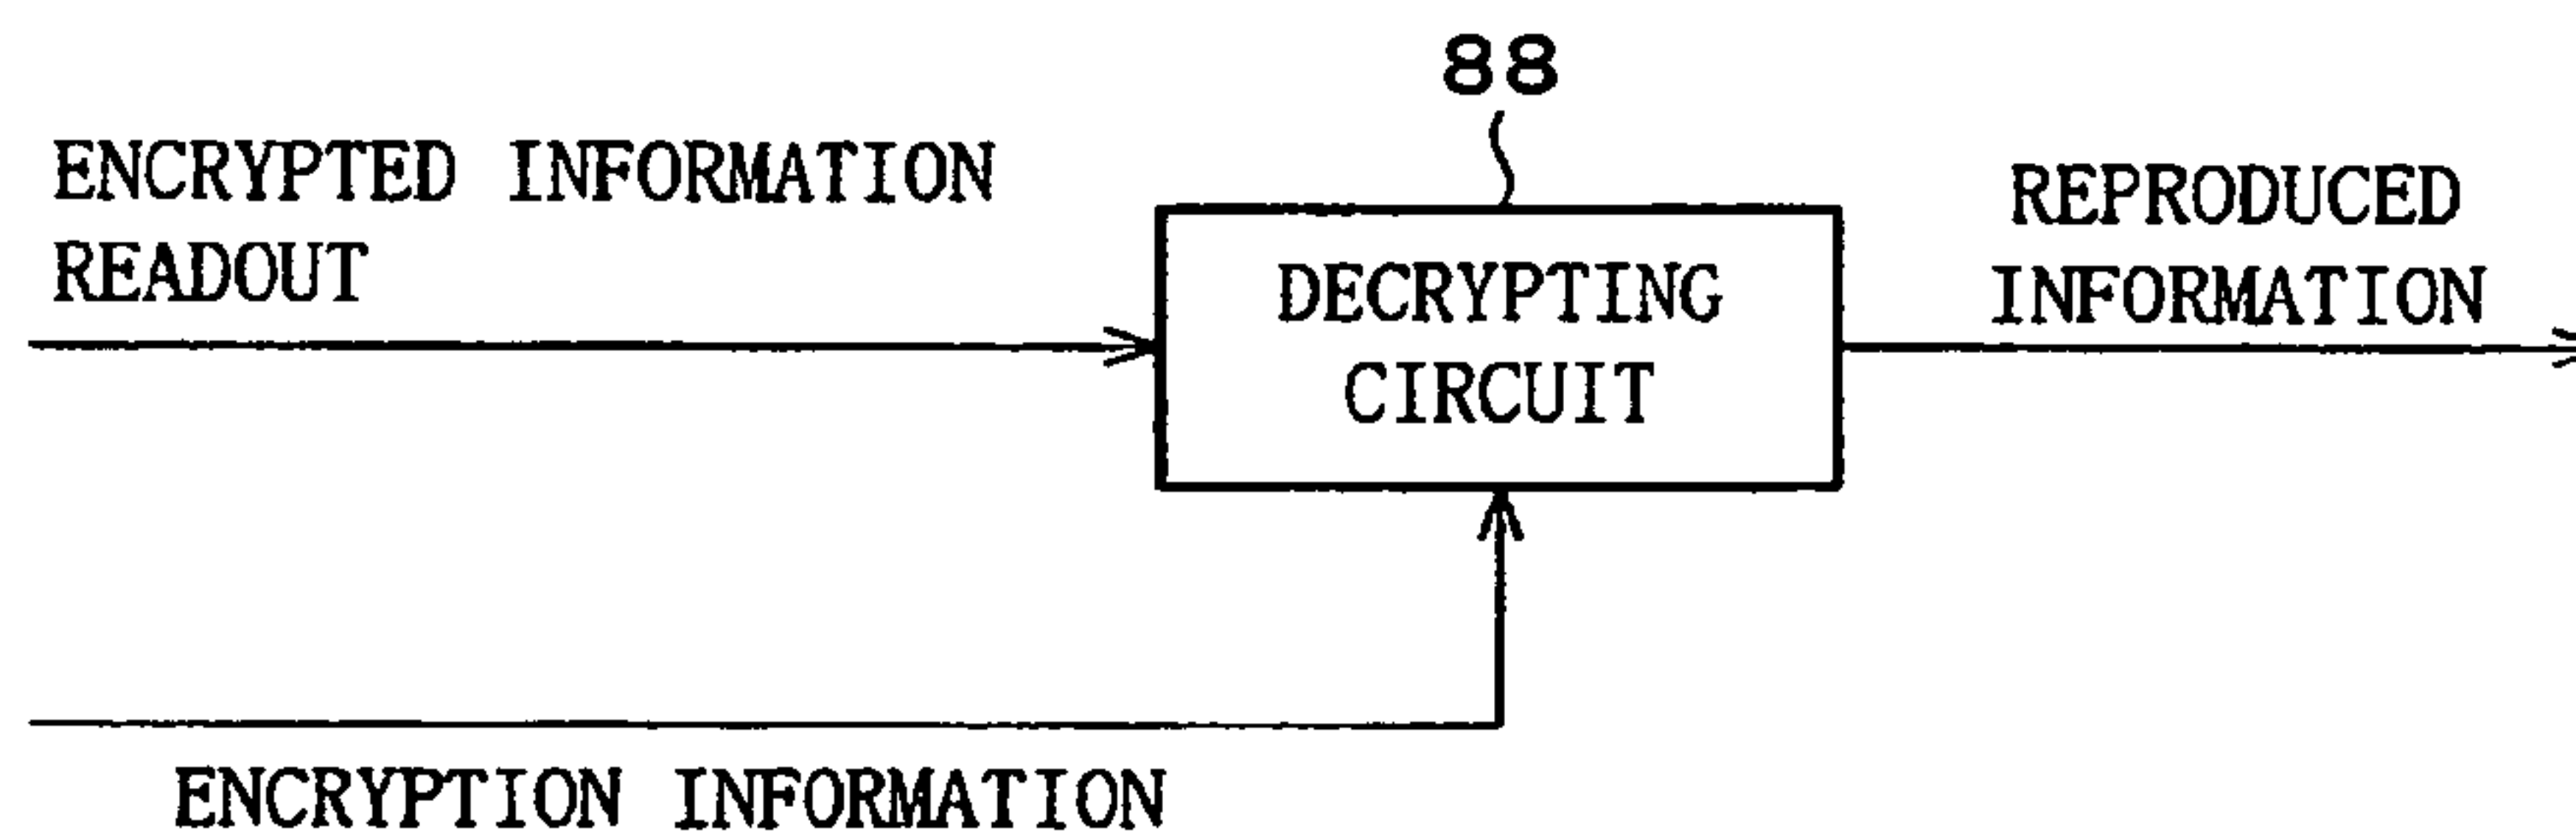 88
ENCRYPTED INFORMATION
READOUT
DECRYPTING
CIRCUIT
REPRODUCED
INFORMATION
ENCRYPTION INFORMATION